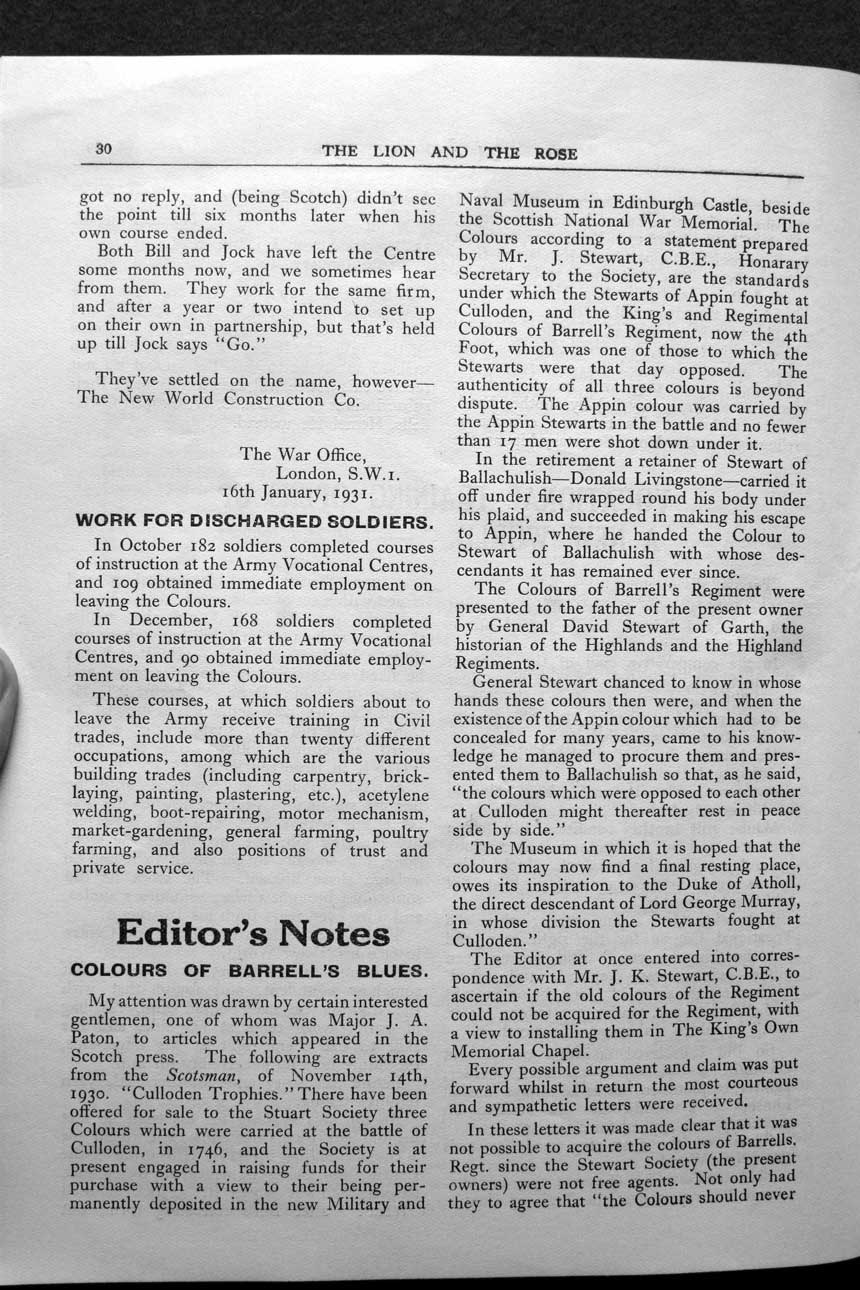 30
THE LION AND THE ROSE
got no reply, and (being Scotch) didn't see
the point till six months later when his
own course ended.
Both Bill and Jock have left the Centre
some months now, and we sometimes hear
from them. They work for the same firm,
and after a year or two intend to set up
on their own in partnership, but that's held
up till Jock says "Go."
They've settled on the name, however—
The New World Construction Co.
The War Office,
London, S.W.1.
16th January, 1931.
WORK FOR DISCHARGED SOLDIERS.
In October 182 soldiers completed courses
of instruction at the Army Vocational Centres,
and 109 obtained immediate employment on
leaving the Colours.
In December, 168 soldiers completed
courses of instruction at the Army Vocational
Centres, and 90 obtained immediate employ-
ment on leaving the Colours.
These courses, at which soldiers about to
leave the Army receive training in Civil
trades, include more than twenty different
occupations, among which are the various
building trades (including carpentry, brick-
laying, painting, plastering, etc.), acetylene
welding, boot-repairing, motor mechanism,
market-gardening, general farming, poultry
farming, and also positions of trust and
private service.
Editor's Notes
COLOURS OF BARRELL'S BLUES.
My attention was drawn by certain interested
gentlemen, one of whom was Major J. A.
Paton, to articles which appeared in the
Scotch press. The following are extracts
from the Scotsman, of November 14th,
1930. "Culloden Trophies." There have been
offered for sale to the Stuart Society three
Colours which were carried at the battle of
Culloden, in 1746, and the Society is at
present engaged in raising funds for their
purchase with a view to their being per-
manently deposited in the new Military and
Naval Museum in Edinburgh Castle, beside
the Scottish National War Memorial. The
Colours according to a statement prepared
by Mr. J. Stewart, C.B.E., Honarary
Secretary to the Society, are the standards
under which the Stewarts of Appin fought at
Culloden, and the King's and Regimental
Colours of Barrell's Regiment, now the 4th
Foot, which was one of those to which the
Stewarts were that day opposed. The
authenticity of all three colours is beyond
dispute. The Appin colour was carried by
the Appin Stewarts in the battle and no fewer
than 17 men were shot down under it.
In the retirement a retainer of Stewart of
Ballachulish—Donald Livingstone—carried it
off under fire wrapped round his body under
his plaid, and succeeded in making his escape
to Appin, where he handed the Colour to
Stewart of Ballachulish with whose des-
cendants it has remained ever since.
The Colours of Barrell's Regiment were
presented to the father of the present owner
by General David Stewart of Garth, the
historian of the Highlands and the Highland
Regiments.
General Stewart chanced to know in whose
hands these colours then were, and when the
existence of the Appin colour which had to be
concealed for many years, came to his know-
ledge he managed to procure them and pres-
ented them to Ballachulish so that, as he said,
"the colours which were opposed to each other
at Culloden might thereafter rest in peace
side by side."
The Museum in which it is hoped that the
colours may now find a final resting place,
owes its inspiration to the Duke of Atholl,
the direct descendant of Lord George Murray,
in whose division the Stewarts fought at
Culloden."
The Editor at once entered into corres-
pondence with Mr. J. K. Stewart, C.B.E., to
ascertain if the old colours of the Regiment
could not be acquired for the Regiment, with
a view to installing them in The King's Own
Memorial Chapel.
Every possible argument and claim was put
forward whilst in return the most courteous
and sympathetic letters were received.
In these letters it was made clear that it was
not possible to acquire the colours of Barrells.
Regt. since the Stewart Society (the present
owners) were not free agents. Not only had
they to agree that "the Colours should never